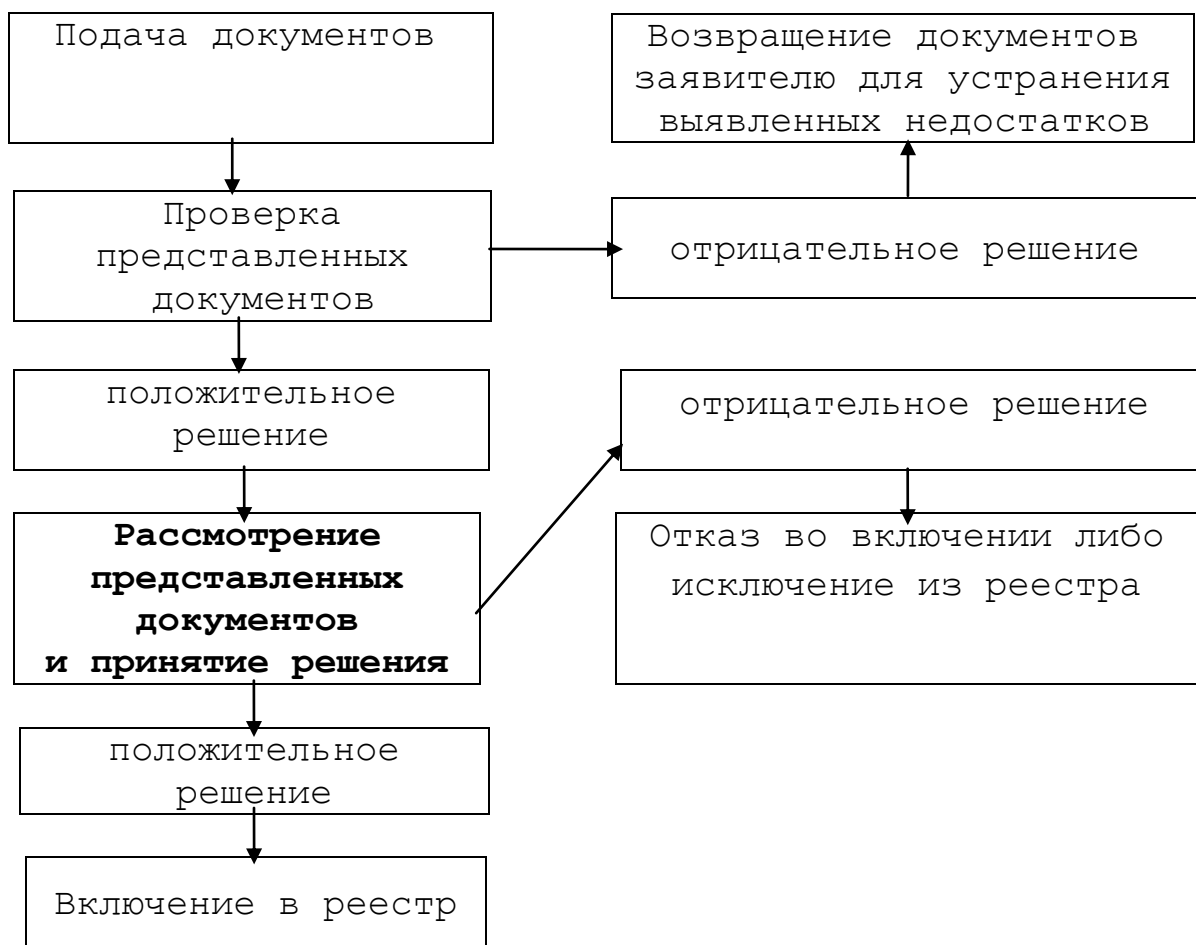 Подача документов
Возвращение документов
заявителю для устранения
выявленных недостатков
Проверка
представленных
документов
отрицательное решение
положительное
решение
отрицательное решение
Рассмотрение
представленных
документов
и принятие решения
Отказ во включении либо
исключение из реестра
положительное
решение
Включение в реестр